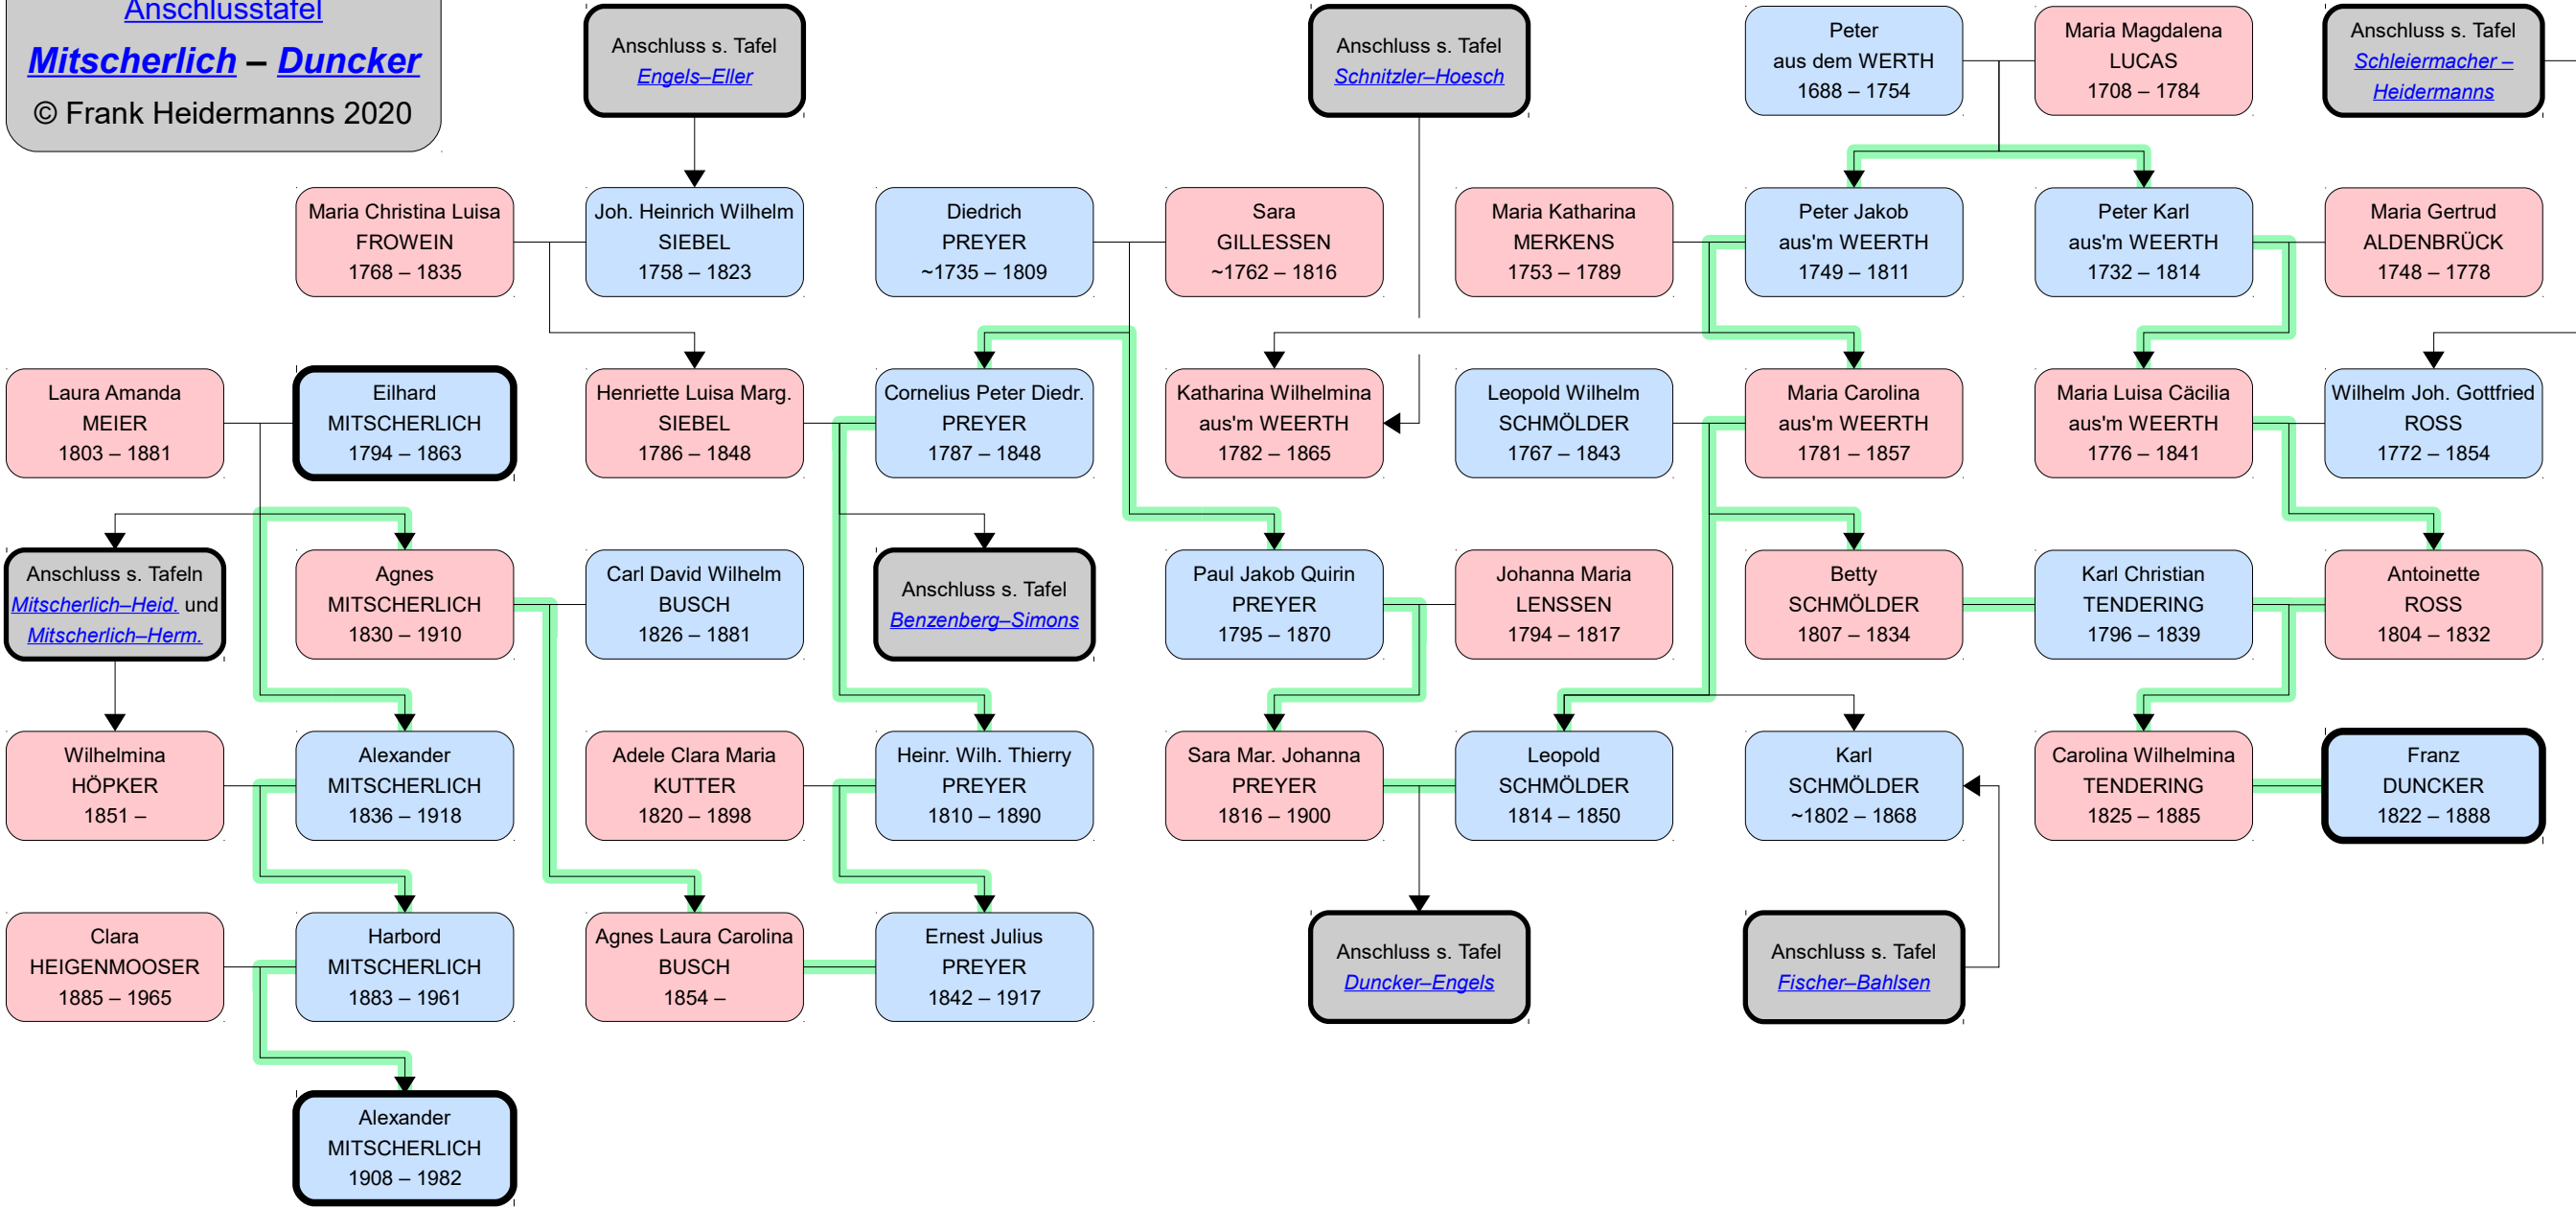 Anschlusstafel
Mitscherlich – Duncker
© Frank Heidermanns 2020
Anschluss s. Tafel
Engels–Eller
Anschluss s. Tafel
Schnitzler–Hoesch
Peter
aus dem WERTH
1688 – 1754
Maria Magdalena
LUCAS
1708 – 1784
Anschluss s. Tafel
Schleiermacher –
Heidermanns
Maria Christina Luisa
FROWEIN
1768 – 1835
Joh. Heinrich Wilhelm
SIEBEL
1758 – 1823
Diedrich
PREYER
~1735 – 1809
Sara
GILLESSEN
~1762 – 1816
Maria Katharina
MERKENS
1753 – 1789
Peter Jakob
aus'm WEERTH
1749 – 1811
Peter Karl
aus'm WEERTH
1732 – 1814
Maria Gertrud
ALDENBRÜCK
1748 – 1778
Laura Amanda
MEIER
1803 – 1881
Eilhard
MITSCHERLICH
1794 – 1863
Henriette Luisa Marg.
SIEBEL
1786 – 1848
Cornelius Peter Diedr.
PREYER
1787 – 1848
Katharina Wilhelmina
aus'm WEERTH
1782 – 1865
Leopold Wilhelm
SCHMÖLDER
1767 – 1843
Maria Carolina
aus'm WEERTH
1781 – 1857
Maria Luisa Cäcilia
aus'm WEERTH
1776 – 1841
Wilhelm Joh. Gottfried
ROSS
1772 – 1854
Anschluss s. Tafeln
Mitscherlich–Heid. und
Mitscherlich–Herm.
Agnes
MITSCHERLICH
1830 – 1910
Carl David Wilhelm
BUSCH
1826 – 1881
Anschluss s. Tafel
Benzenberg–Simons
Paul Jakob Quirin
PREYER
1795 – 1870
Johanna Maria
LENSSEN
1794 – 1817
Betty
SCHMÖLDER
1807 – 1834
Karl Christian
TENDERING
1796 – 1839
Antoinette
ROSS
1804 – 1832
Wilhelmina
HÖPKER
1851 –
Alexander
MITSCHERLICH
1836 – 1918
Adele Clara Maria
KUTTER
1820 – 1898
Heinr. Wilh. Thierry
PREYER
1810 – 1890
Sara Mar. Johanna
PREYER
1816 – 1900
Leopold
SCHMÖLDER
1814 – 1850
Karl
SCHMÖLDER
~1802 – 1868
Carolina Wilhelmina
TENDERING
1825 – 1885
Franz
DUNCKER
1822 – 1888
Clara
HEIGENMOOSER
1885 – 1965
Harbord
MITSCHERLICH
1883 – 1961
Agnes Laura Carolina
BUSCH
1854 –
Ernest Julius
PREYER
1842 – 1917
Anschluss s. Tafel
Duncker–Engels
Anschluss s. Tafel
Fischer–Bahlsen
Alexander
MITSCHERLICH
1908 – 1982